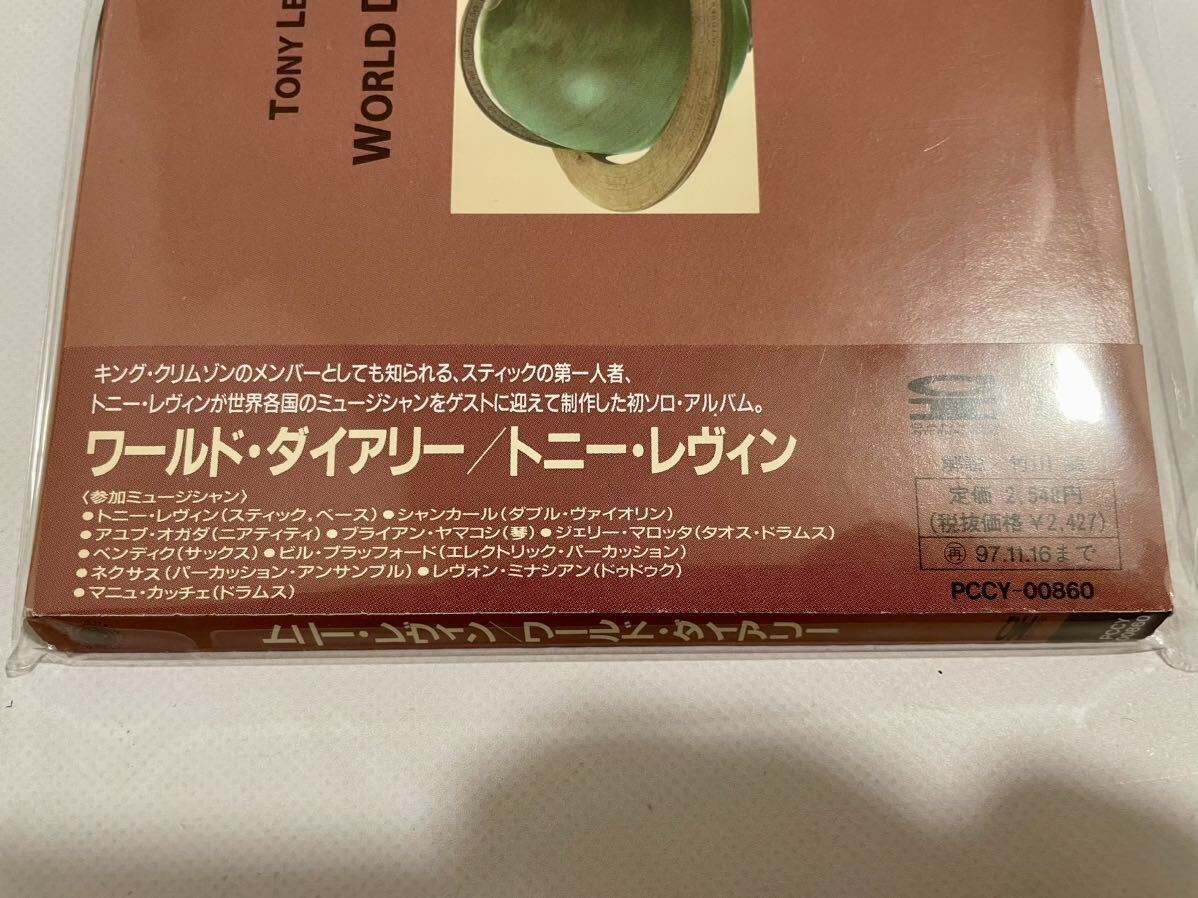 TONY LE
WORLD D
キング・クリムゾンのメンバーとしても知られる、スティックの第一人者、
トニー・レヴィンが世界各国のミュージシャンをゲストに迎えて制作した初ソロ・アルバム。
ワールド・ダイアリー/トニー・レヴィン
〈参加ミュージシャン〉
●トニー・レヴィン(スティック,ベース)●シャンカール(ダブル・ヴァイオリン)
●アユブ・オガダ(ニアティティ)●ブライアン・ヤマコシ(琴)●ジェリー・マロッタ(タオス・ドラムス)
●ベンディク(サックス)●ビル・ブラッフォード(エレクトリック・パーカッション)
●ネクサス(パーカッション・アンサンブル)●レヴォン・ミナシアン(ドゥドゥク)
●マニュ・カッチェ(ドラムス)
定価 2,548円
(税抜価格 ¥2,427)
再 97.11.16まで
PCCY-00860
トニー・レヴィン/ワールド・ダイアリー
PCCY
00860